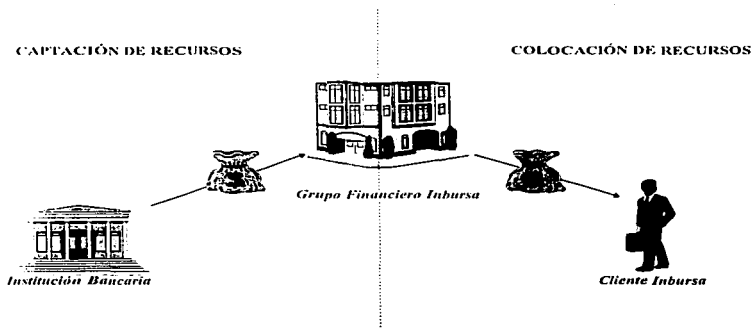 CAPTACIÓN DE RECURSOS
COLOCACIÓN DE RECURSOS
Grupo Financiero Inbursa
Institución Bancaria
Cliente Inbursa